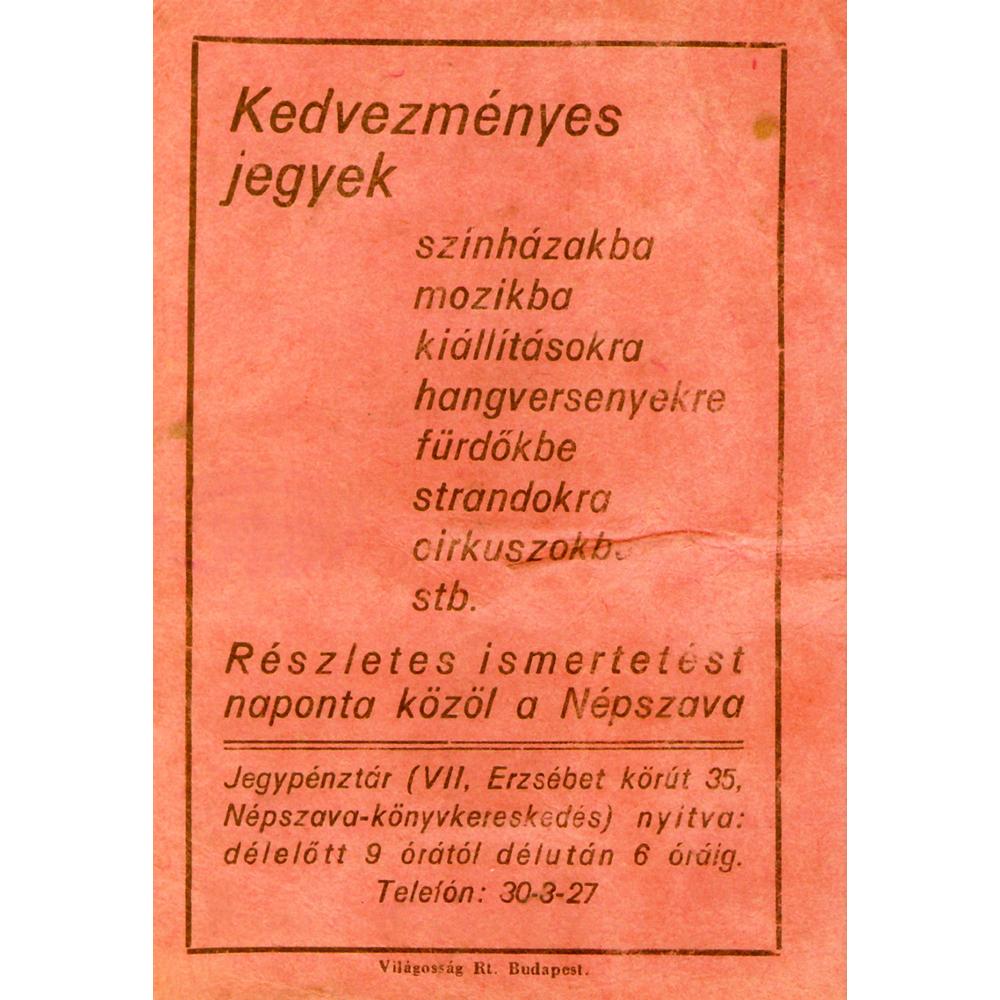 Kedvezményes
jegyek
színházakba
mozikba
kiállításokra
hangversenyekre
fürdőkbe
strandokra
cirkuszokba
stb.
Részletes ismertetést
naponta közöl a Népszava
Jegypénztár (VII, Erzsébet körút 35,
Népszava-könyvkereskedés) nyitva:
délelőtt 9 órától délután 6 óráig.
Telefón: 30-3-27
Világosság Rt. Budapest.